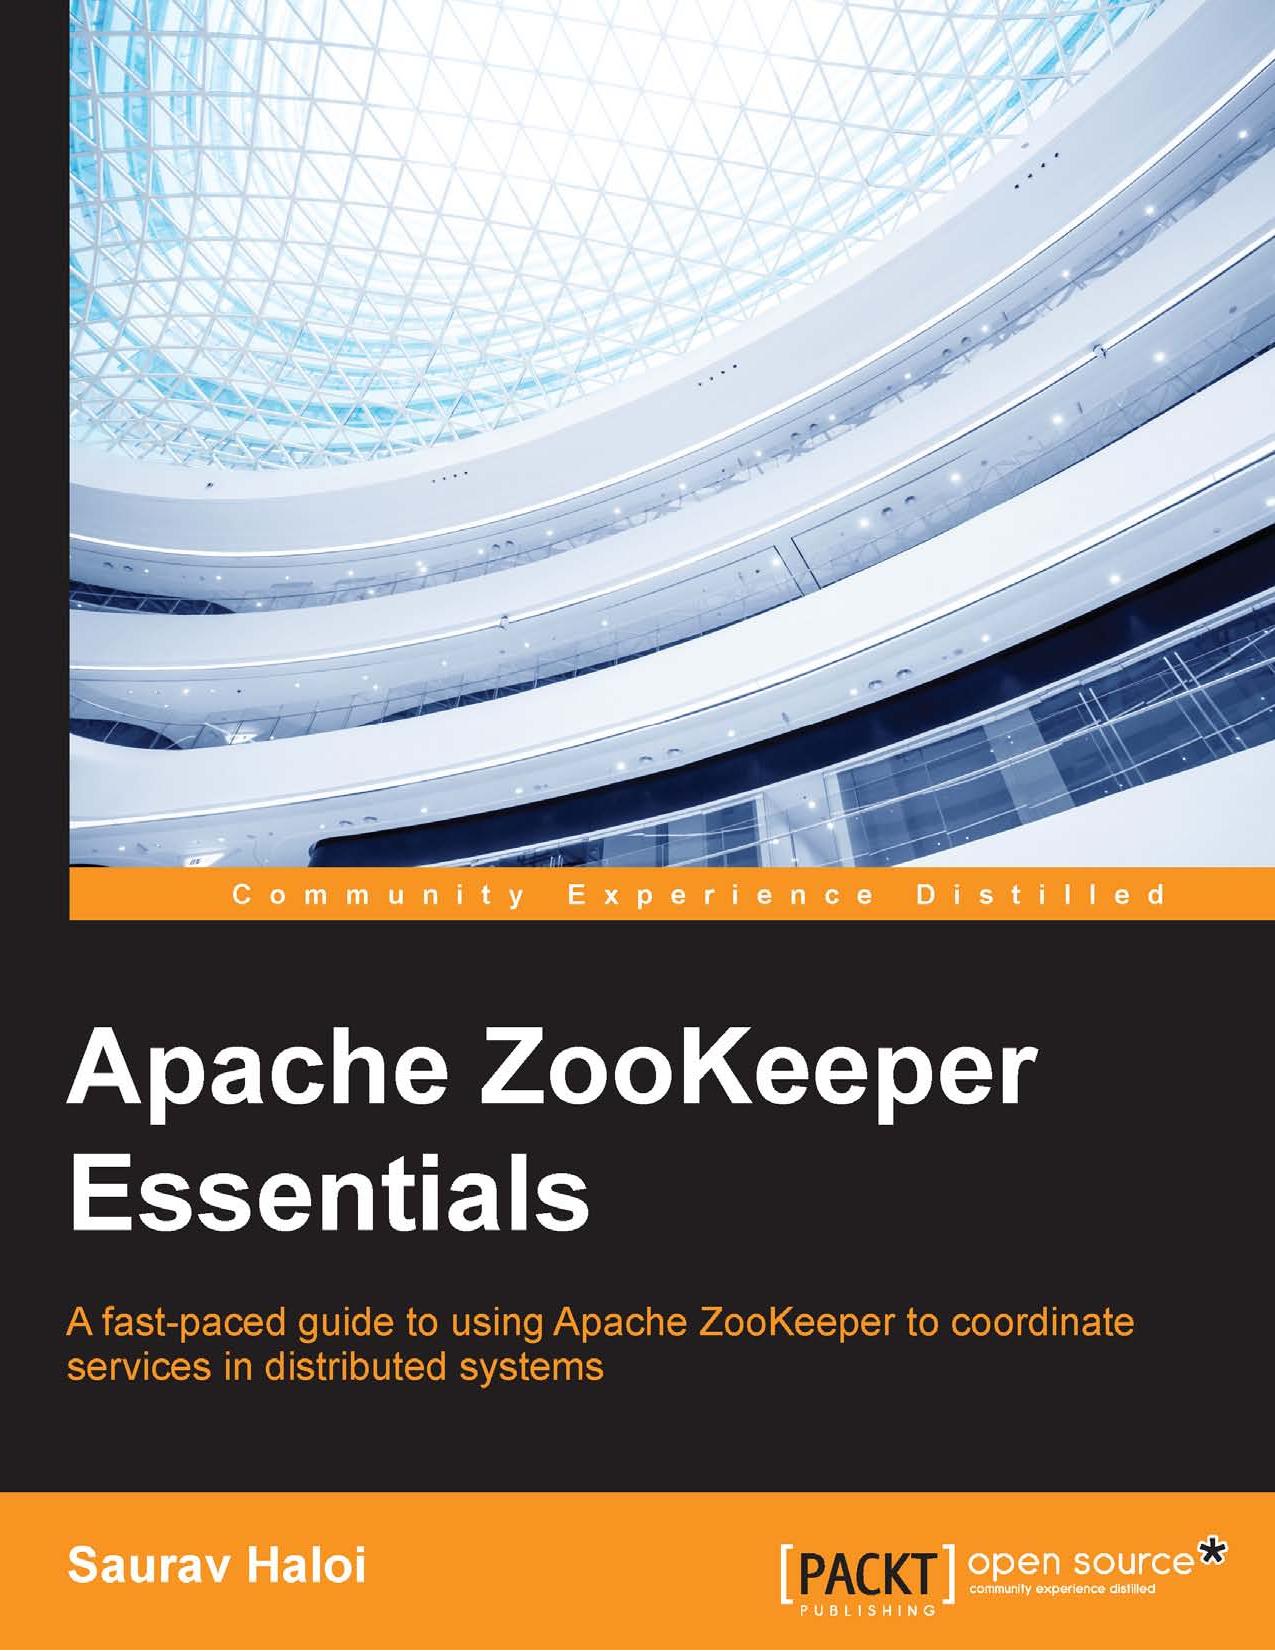 Community Experience Distilled
Apache ZooKeeper
Essentials
A fast-paced guide to using Apache ZooKeeper to coordinate
services in distributed systems
Saurav Haloi
[PACKT] open source*
community experience distilled
PUBLISHING